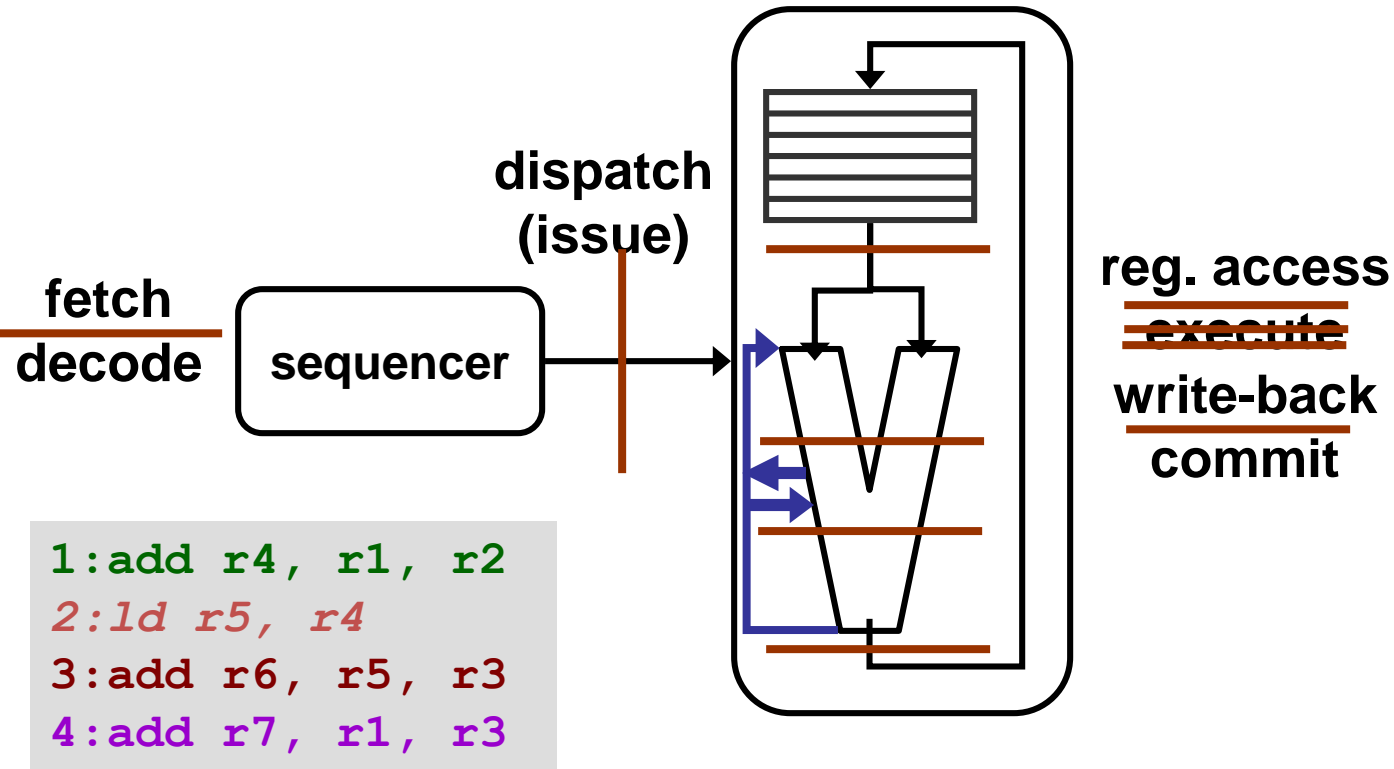 dispatch
(issue)
fetch
decode
sequencer
reg. access
execute
write-back
commit
1:add r4, r1, r2
2:ld r5, r4
3:add r6, r5, r3
4:add r7, r1, r3